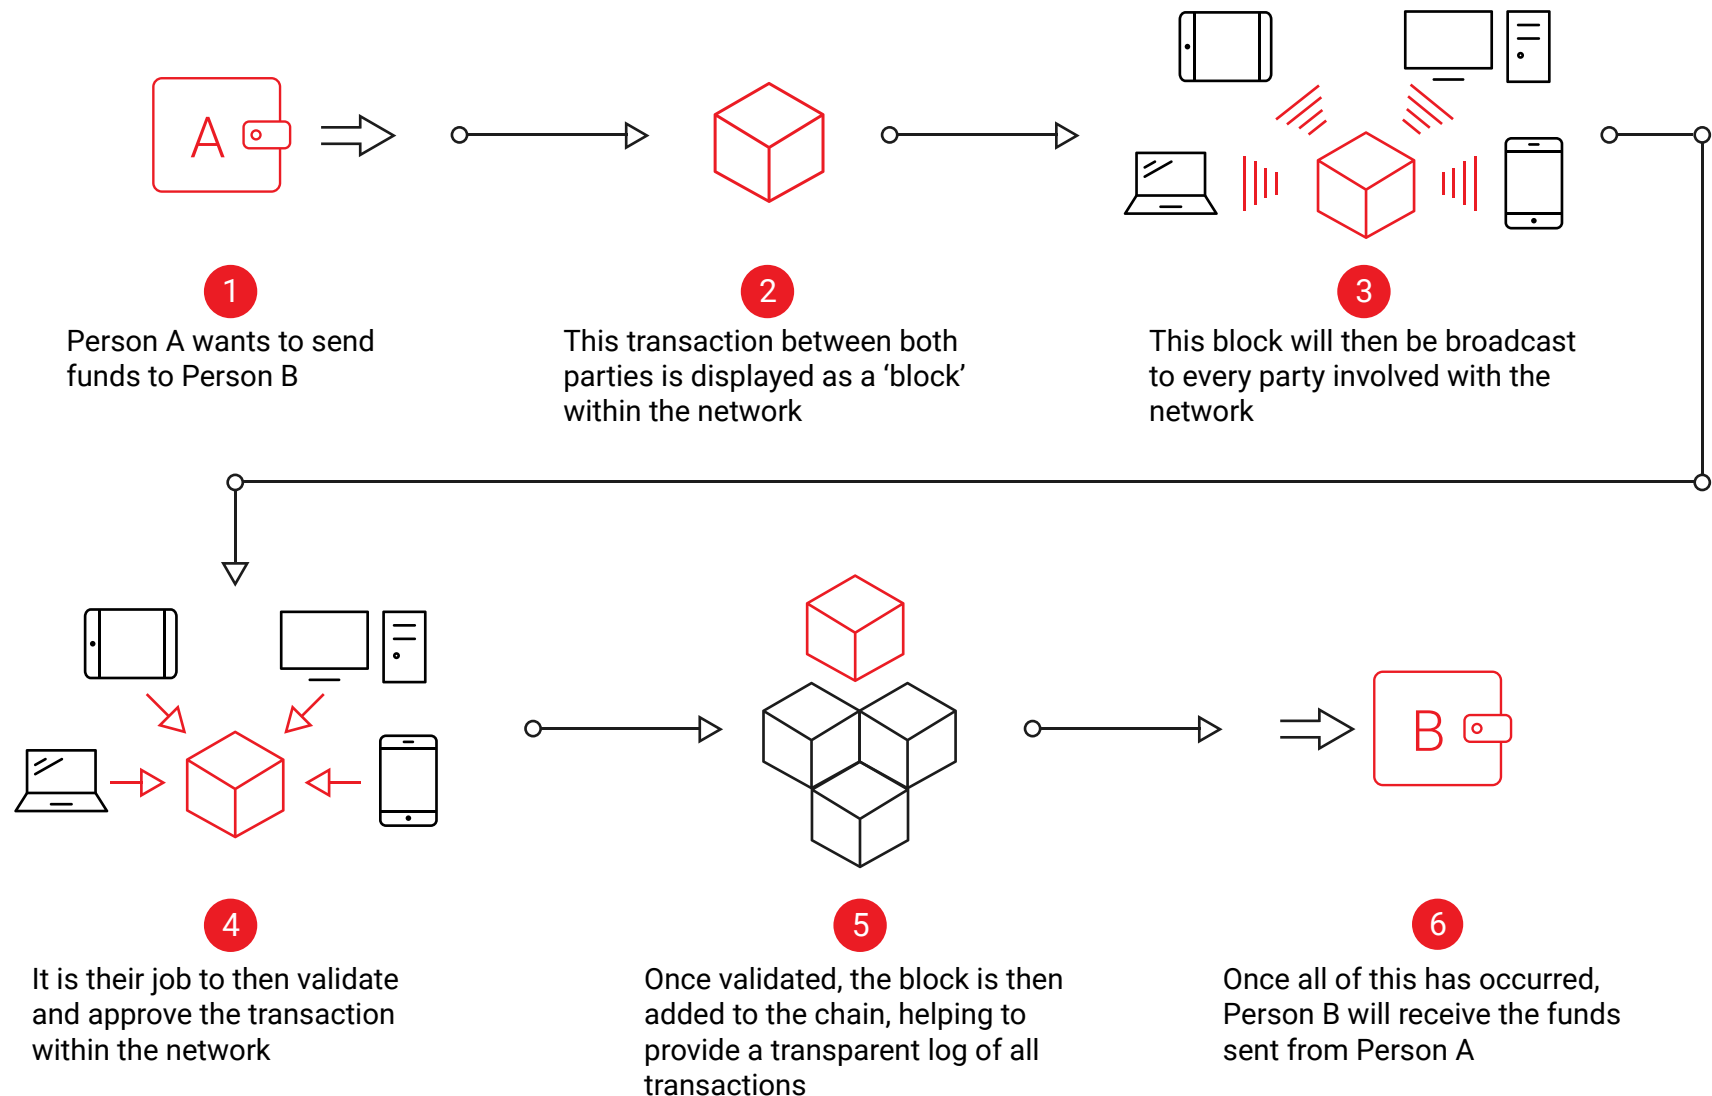 A
1
Person A wants to send
funds to Person B
2
This transaction between both
parties is displayed as a ‘block’
within the network
3
This block will then be broadcast
to every party involved with the
network
4
It is their job to then validate
and approve the transaction
within the network
5
Once validated, the block is then
added to the chain, helping to
provide a transparent log of all
transactions
B
6
Once all of this has occurred,
Person B will receive the funds
sent from Person A